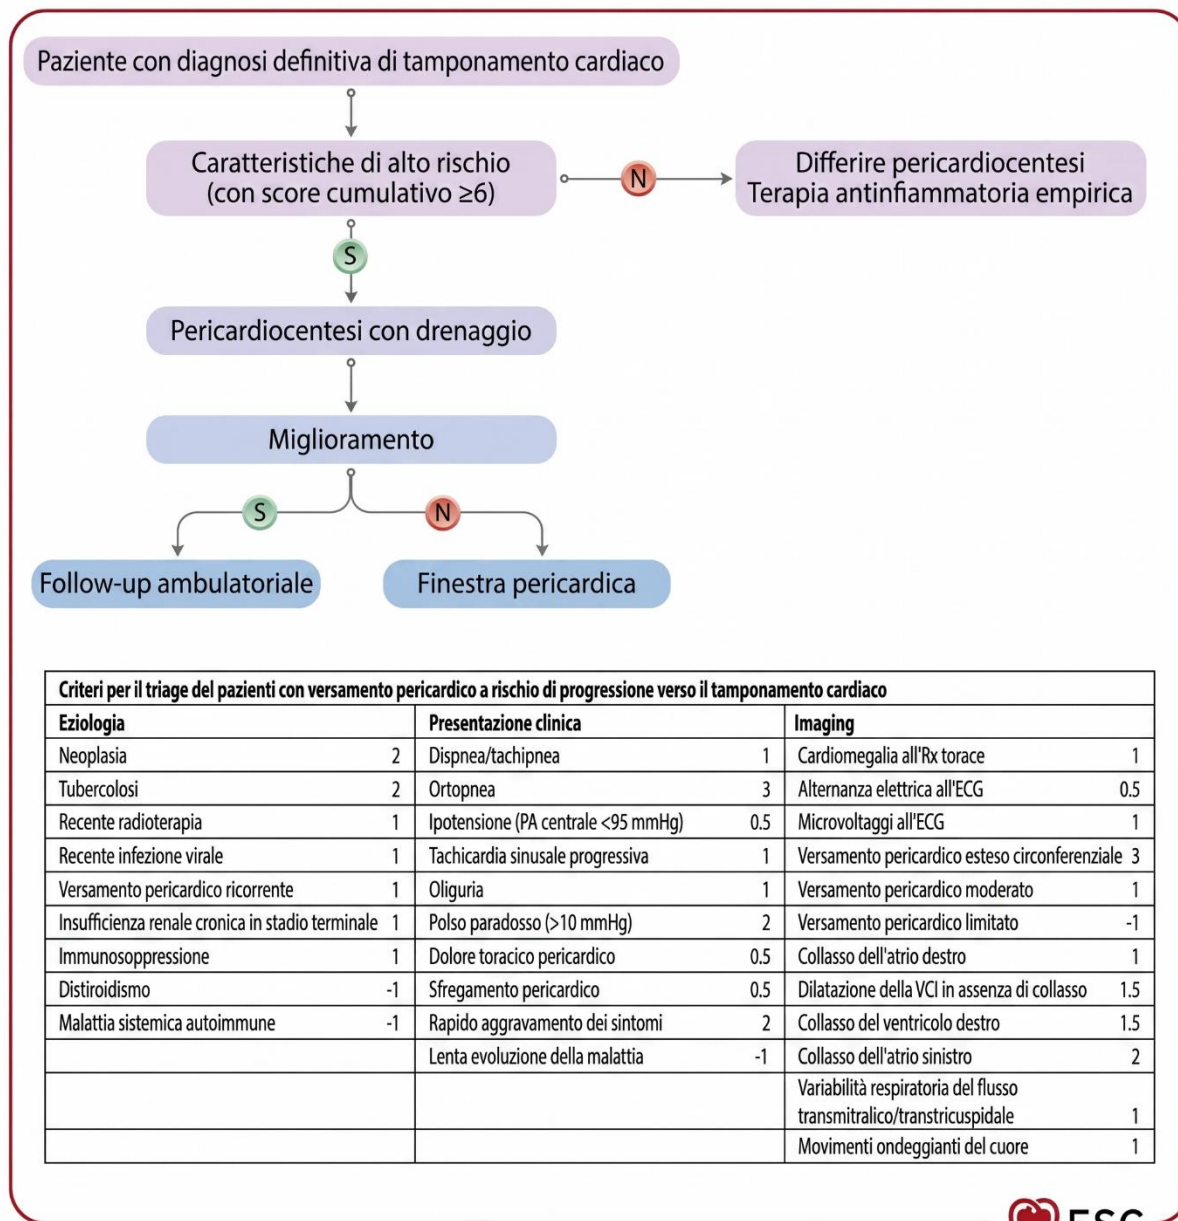 Paziente con diagnosi definitiva di tamponamento cardiaco
Caratteristiche di alto rischio
(con score cumulativo ≥6)
N
Differire pericardiocentesi
Terapia antinfiammatoria empirica
S
Pericardiocentesi con drenaggio
Miglioramento
S
N
Follow-up ambulatoriale
Finestra pericardica
Criteri per il triage del pazienti con versamento pericardico a rischio di progressione verso il tamponamento cardiaco
Eziologia Presentazione clinica Imaging
Neoplasia 2 Dispnea/tachipnea 1 Cardiomegalia all'Rx torace 1
Tubercolosi 2 Ortopnea 3 Alternanza elettrica all'ECG 0.5
Recente radioterapia 1 Ipotensione (PA centrale <95 mmHg) 0.5 Microvoltaggi all'ECG 1
Recente infezione virale 1 Tachicardia sinusale progressiva 1 Versamento pericardico esteso circonferenziale 3
Versamento pericardico ricorrente 1 Oliguria 1 Versamento pericardico moderato 1
Insufficienza renale cronica in stadio terminale 1 Polso paradosso (>10 mmHg) 2 Versamento pericardico limitato -1
Immunosoppressione 1 Dolore toracico pericardico 0.5 Collasso dell'atrio destro 1
Distiroidismo -1 Sfregamento pericardico 0.5 Dilatazione della VCI in assenza di collasso 1.5
Malattia sistemica autoimmune -1 Rapido aggravamento dei sintomi 2 Collasso del ventricolo destro 1.5
Lenta evoluzione della malattia -1 Collasso dell'atrio sinistro 2
Variabilità respiratoria del flusso
transmitralico/transtricuspidale 1
Movimenti ondeggianti del cuore 1
ESC